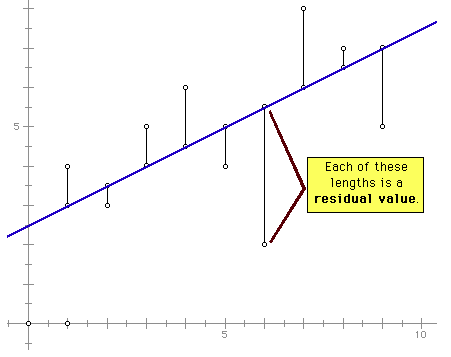 5
Each of these
lengths is a
residual value.
5
10